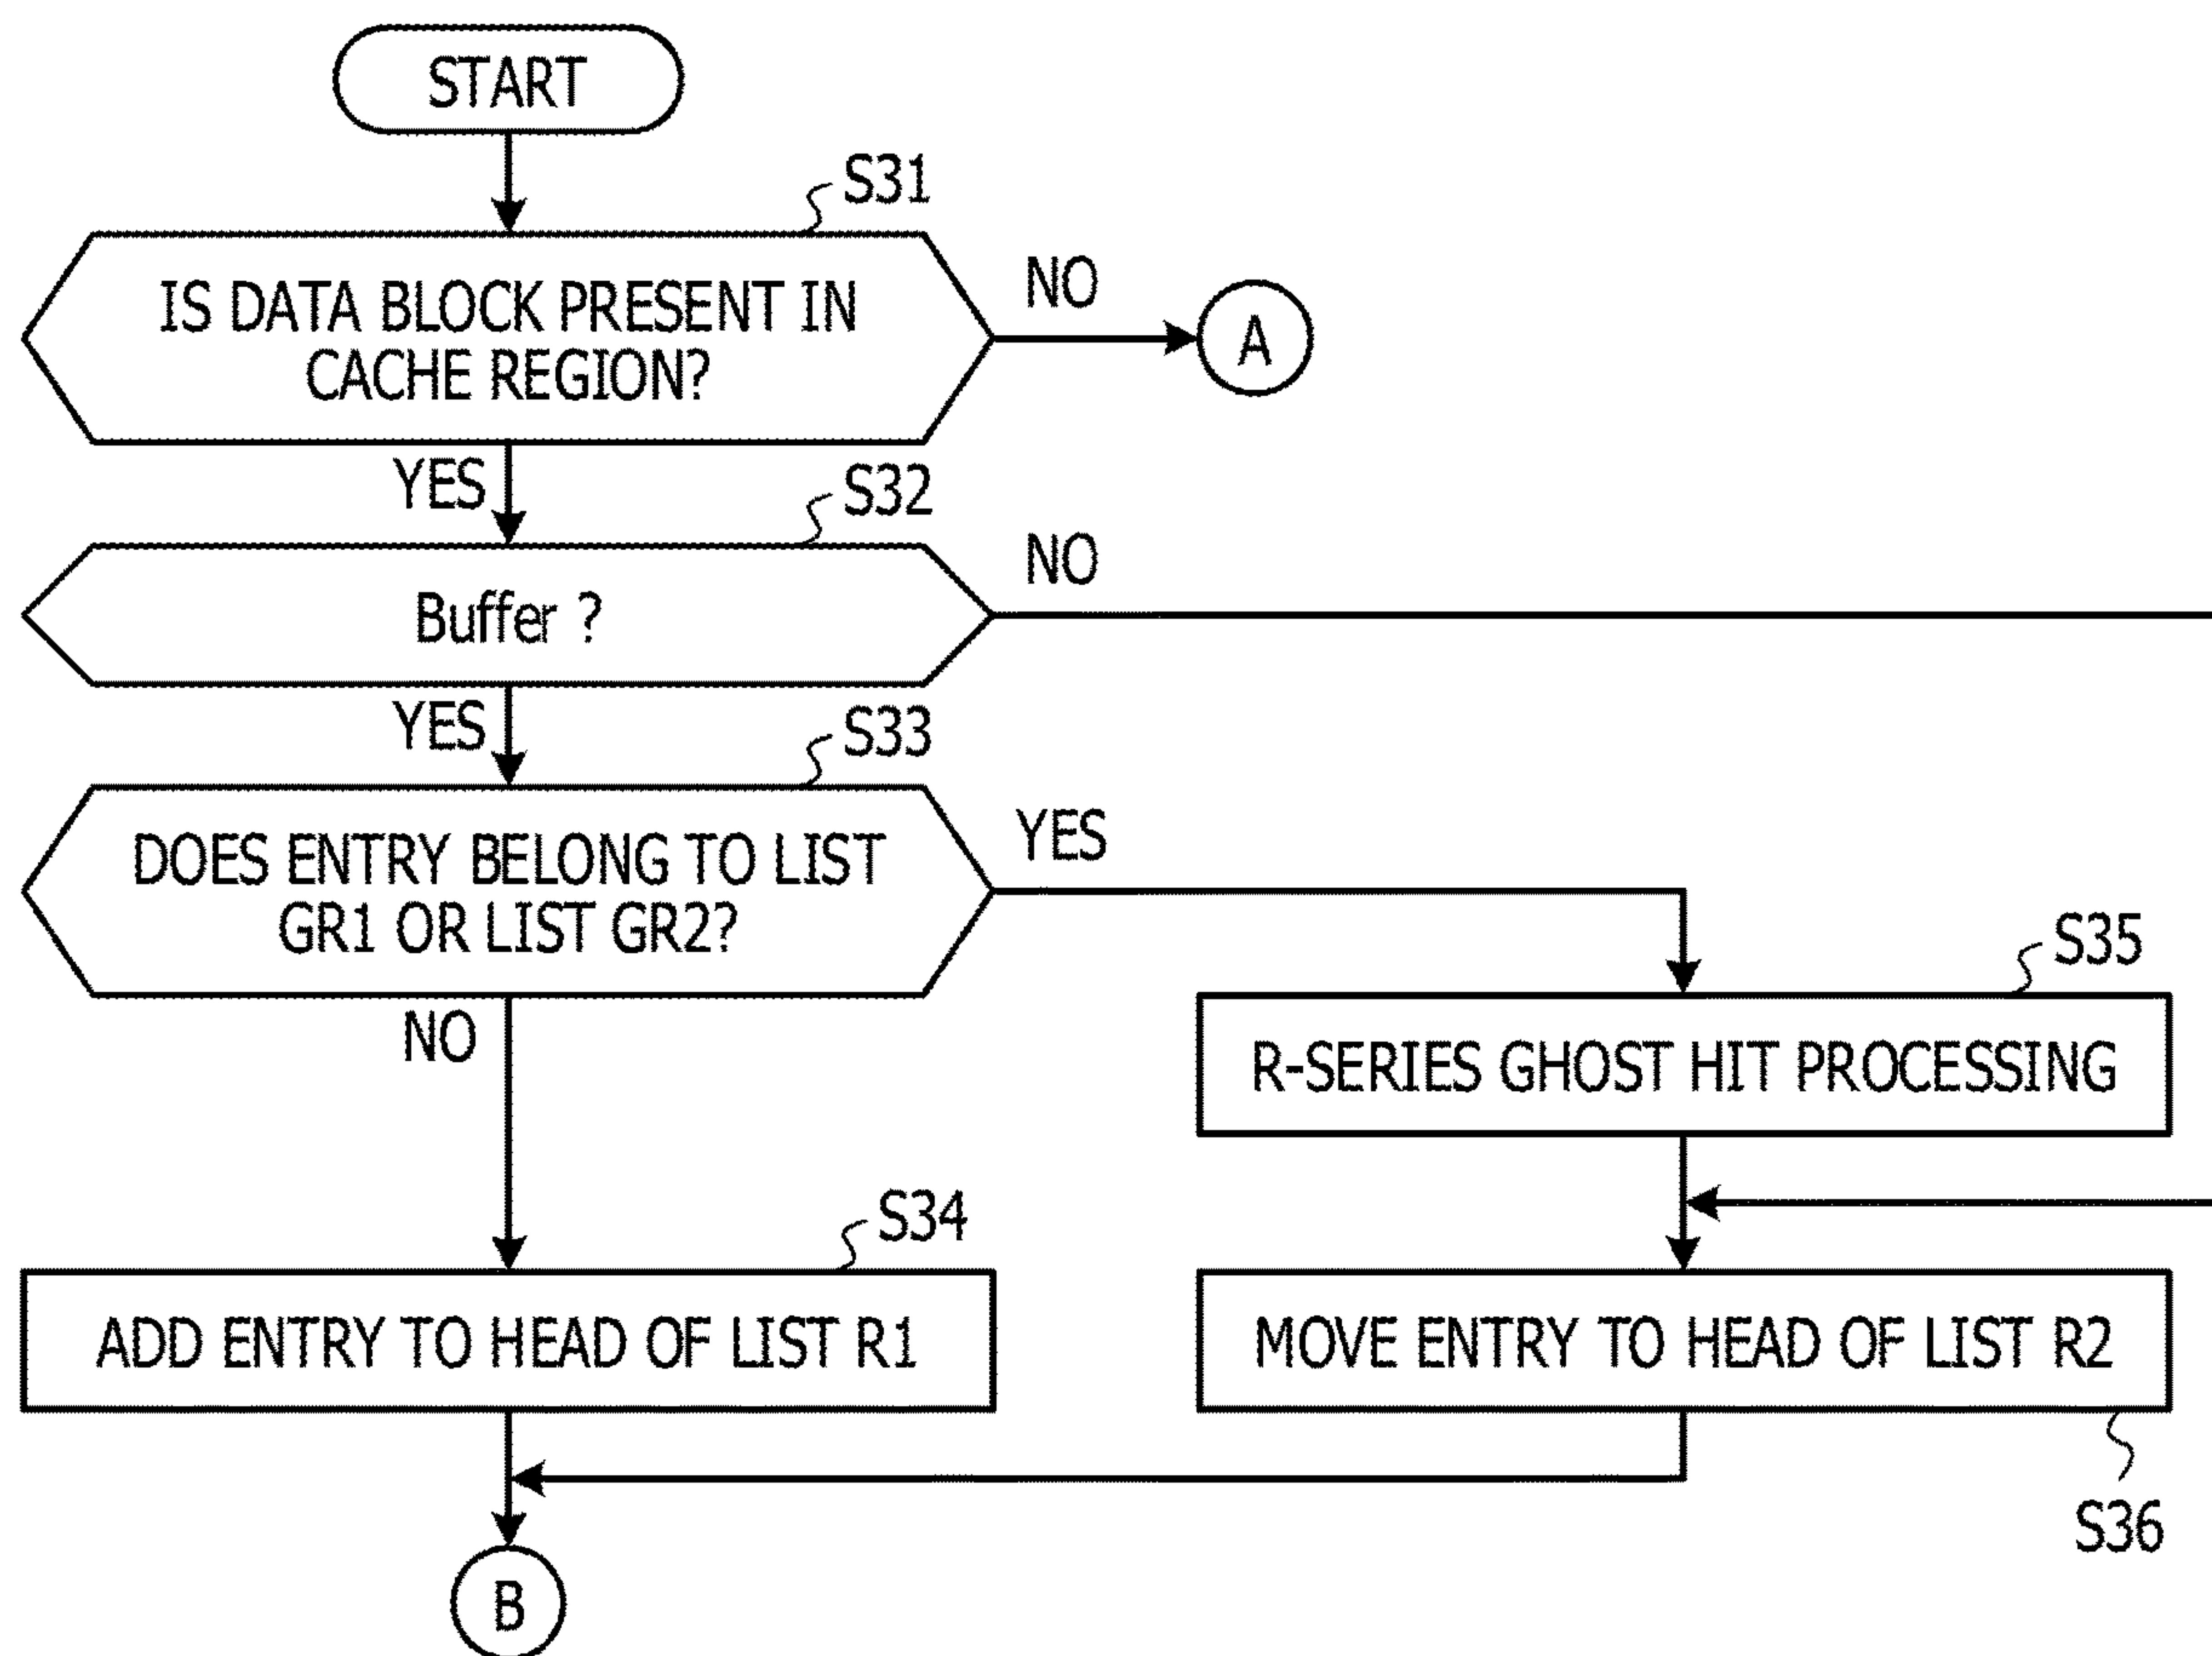 START
S31
IS DATA BLOCK PRESENT IN
CACHE REGION?
NO
A
YES
S32
Buffer ?
NO
YES
S33
DOES ENTRY BELONG TO LIST
GR1 OR LIST GR2?
YES
NO
S35
R-SERIES GHOST HIT PROCESSING
S34
ADD ENTRY TO HEAD OF LIST R1
MOVE ENTRY TO HEAD OF LIST R2
S36
B